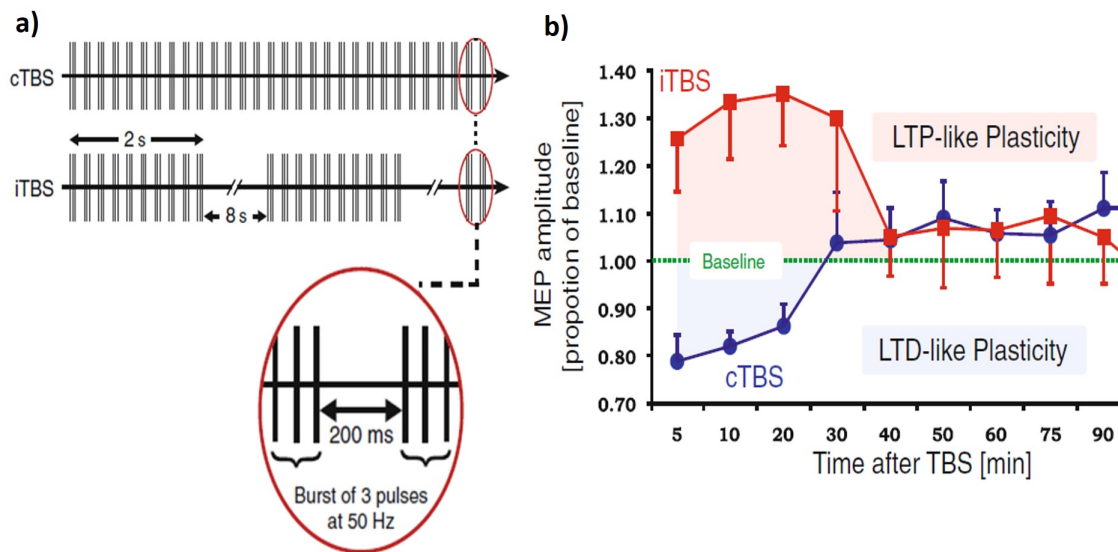 a)
cTBS
2 s
iTBS
8 s
200 ms
Burst of 3 pulses
at 50 Hz
b)
MEP amplitude
[propotion of baseline]
1.40
1.30
1.20
1.10
1.00
0.90
0.80
0.70
iTBS
LTP-like Plasticity
Baseline
LTD-like Plasticity
cTBS
5 10 20 30 40 50 60 75 90
Time after TBS [min]